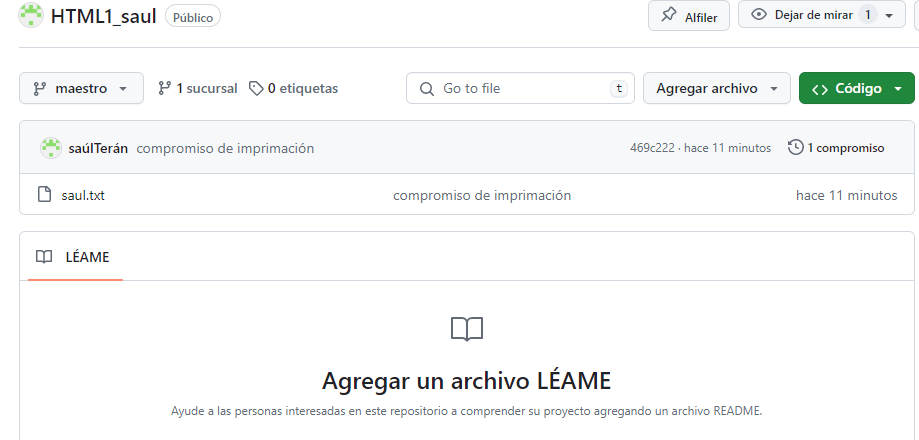 HTML1_saul Público Alfiler Dejar de mirar 1
maestro 1 sucursal 0 etiquetas Go to file t Agregar archivo Código
saúlTerán compromiso de imprimación 469c222 · hace 11 minutos 1 compromiso
saul.txt compromiso de imprimación hace 11 minutos
LÉAME
Agregar un archivo LÉAME
Ayude a las personas interesadas en este repositorio a comprender su proyecto agregando un archivo README.